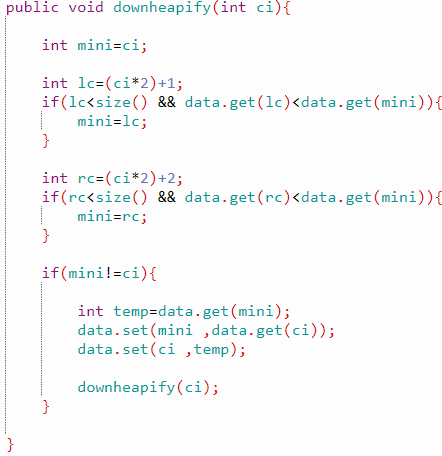 public void downheapify(int ci){
int mini=ci;
int lc=(ci*2)+1;
if(lc<size() && data.get(lc)<data.get(mini)){
mini=lc;
}
int rc=(ci*2)+2;
if(rc<size() && data.get(rc)<data.get(mini)){
mini=rc;
}
if(mini!=ci){
int temp=data.get(mini);
data.set(mini ,data.get(ci));
data.set(ci ,temp);
downheapify(ci);
}
}